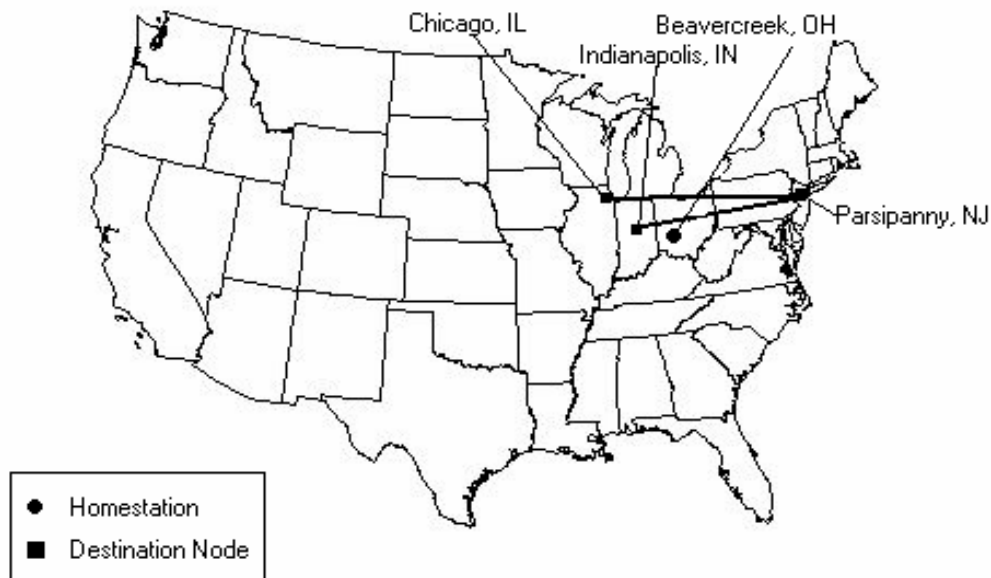 Chicago, IL
Beavercreek, OH
Indianapolis, IN
Parsipanny, NJ
Homestation
Destination Node